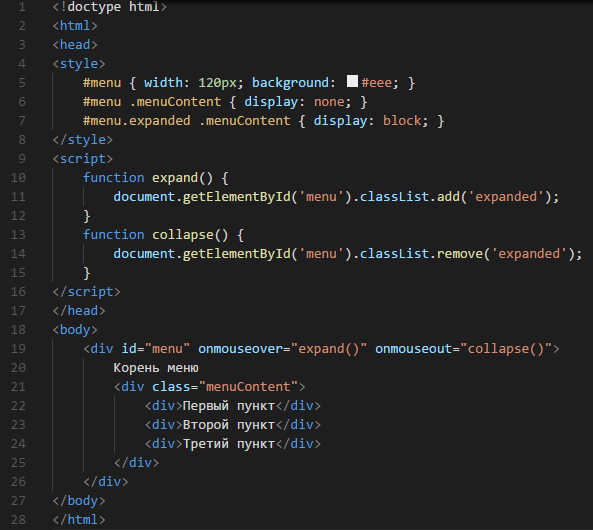 1 <!doctype html>
2 <html>
3 <head>
4 <style>
5     #menu { width: 120px; background: #eee; }
6     #menu .menuContent { display: none; }
7     #menu.expanded .menuContent { display: block; }
8 </style>
9 <script>
10     function expand() {
11         document.getElementById('menu').classList.add('expanded');
12     }
13     function collapse() {
14         document.getElementById('menu').classList.remove('expanded');
15     }
16 </script>
17 </head>
18 <body>
19     <div id="menu" onmouseover="expand()" onmouseout="collapse()">
20         Корень меню
21         <div class="menuContent">
22             <div>Первый пункт</div>
23             <div>Второй пункт</div>
24             <div>Третий пункт</div>
25         </div>
26     </div>
27 </body>
28 </html>